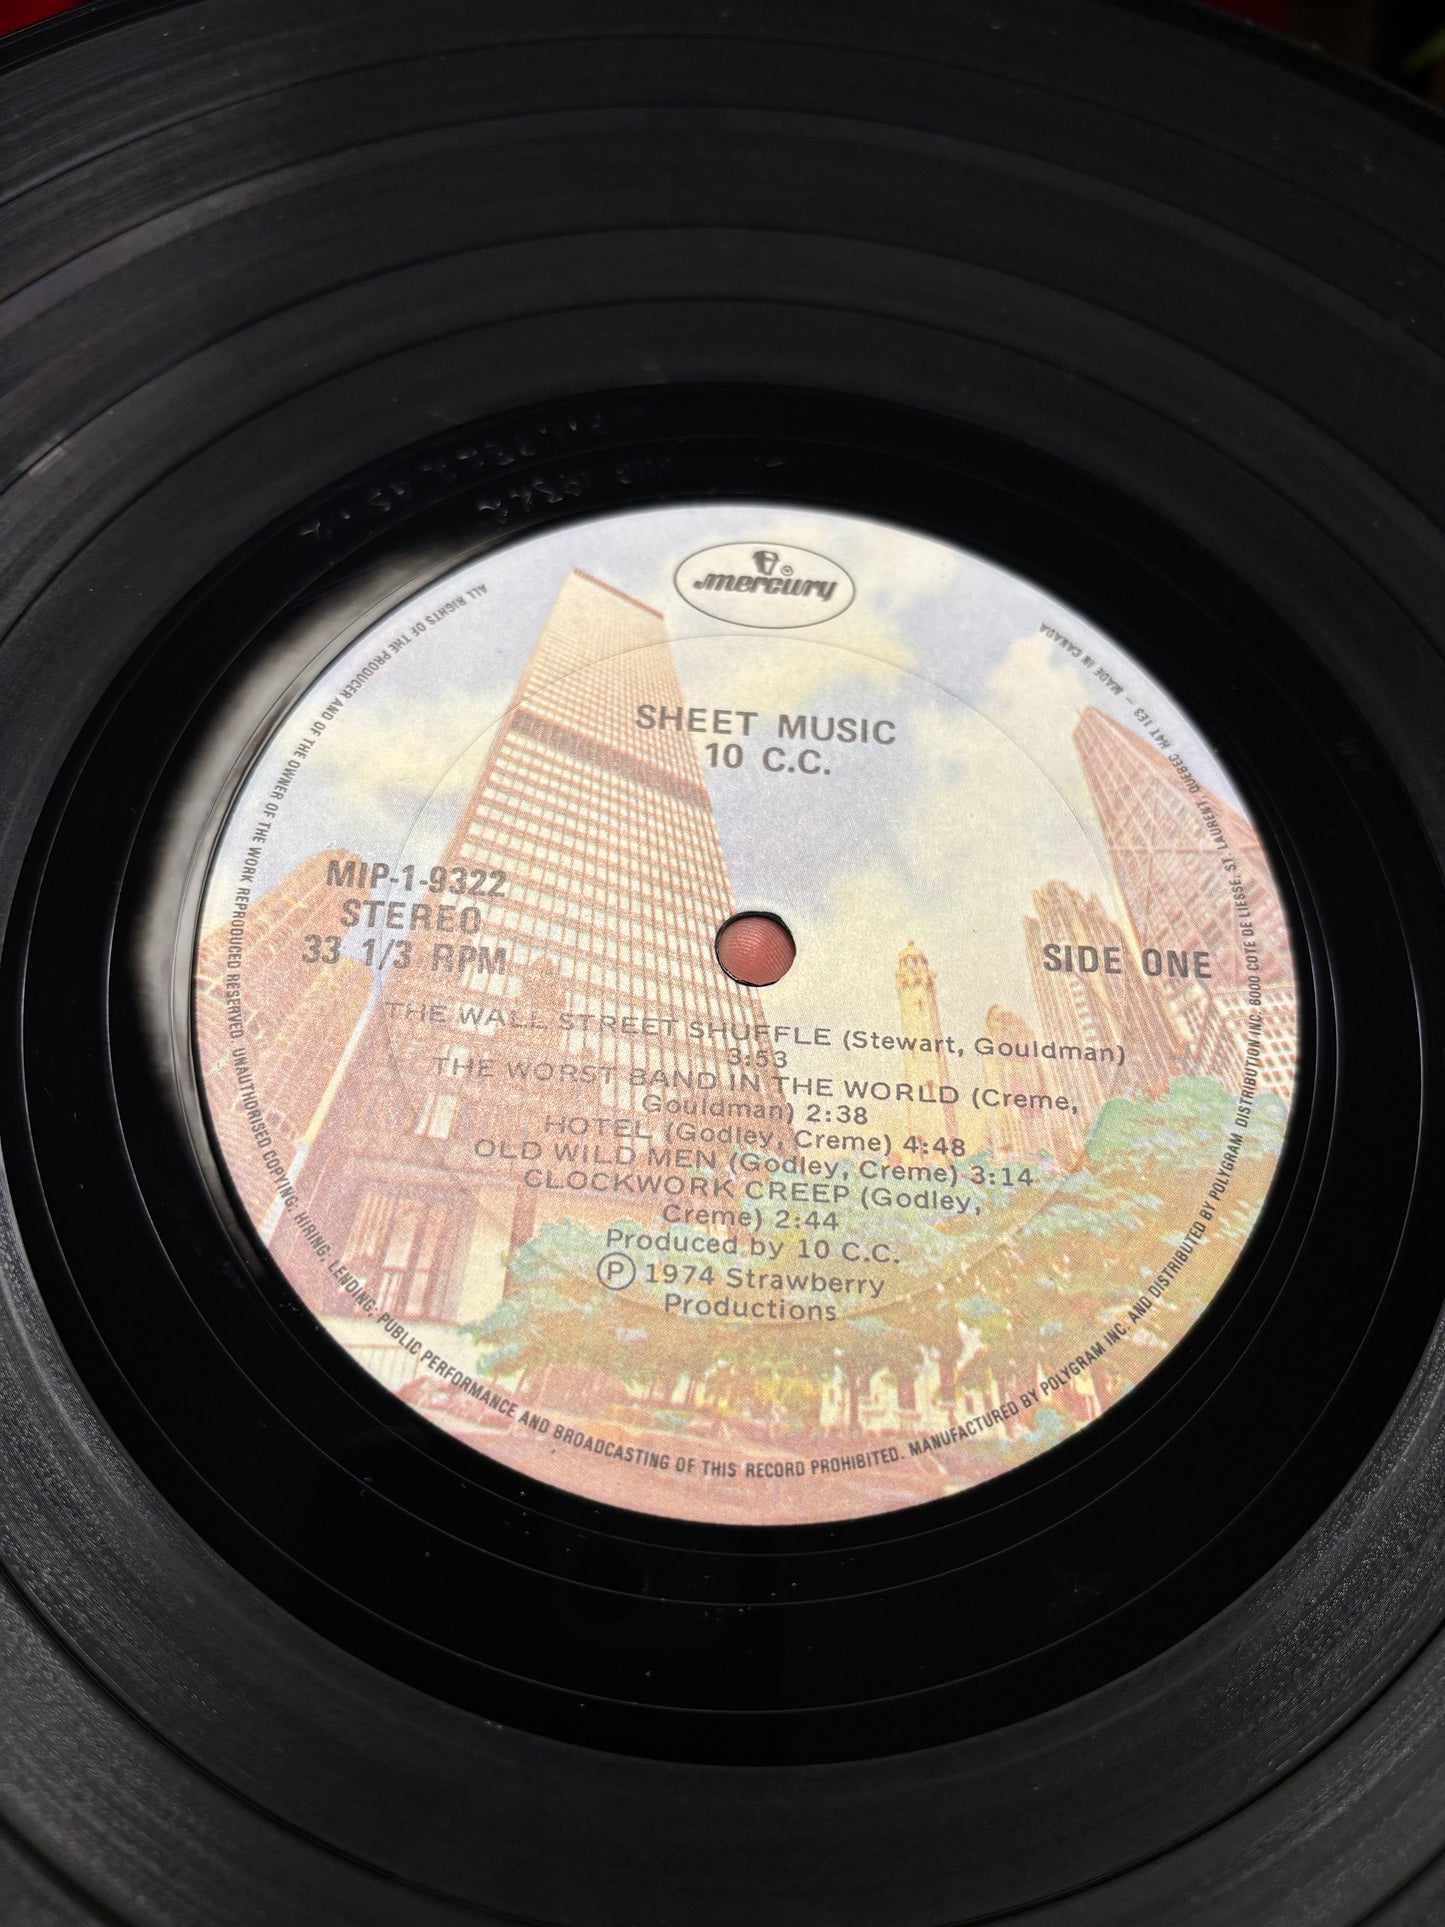 mercury
SHEET MUSIC
10 C.C.
MIP-1-9322
STEREO
33 1/3 RPM
SIDE ONE
THE WALL STREET SHUFFLE (Stewart, Gouldman)
3:53
THE WORST BAND IN THE WORLD (Creme,
Gouldman) 2:38
HOTEL (Godley, Creme) 4:48
OLD WILD MEN (Godley, Creme) 3:14
CLOCKWORK CREEP (Godley,
Creme) 2:44
Produced by 10 C.C.
Ⓟ 1974 Strawberry
Productions
ALL RIGHTS OF THE PRODUCER AND OF THE OWNER OF THE WORK REPRODUCED RESERVED. UNAUTHORISED COPYING, HIRING, LENDING, PUBLIC PERFORMANCE AND BROADCASTING OF THIS RECORD PROHIBITED. MANUFACTURED BY POLYGRAM INC. AND DISTRIBUTED BY POLYGRAM DISTRIBUTION INC. 6000 COTE DE LIESSE, ST LAURENT, QUEBEC H4T 1E3 – MADE IN CANADA